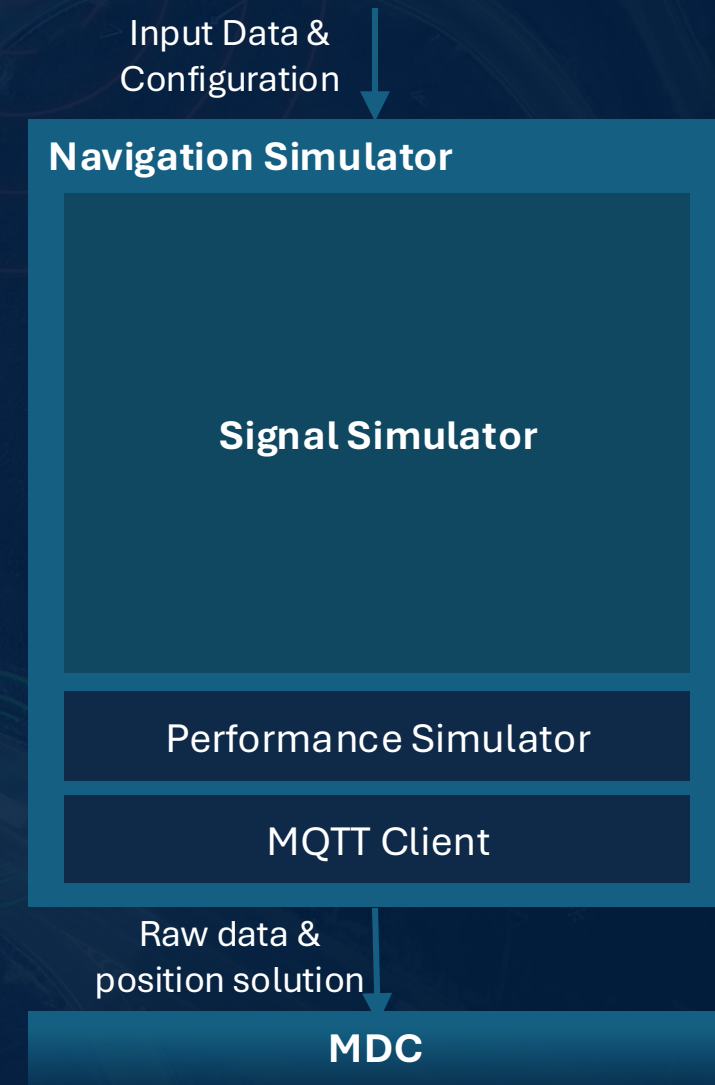 Input Data &
Configuration
Navigation Simulator
Signal Simulator
Performance Simulator
MQTT Client
Raw data &
position solution
MDC